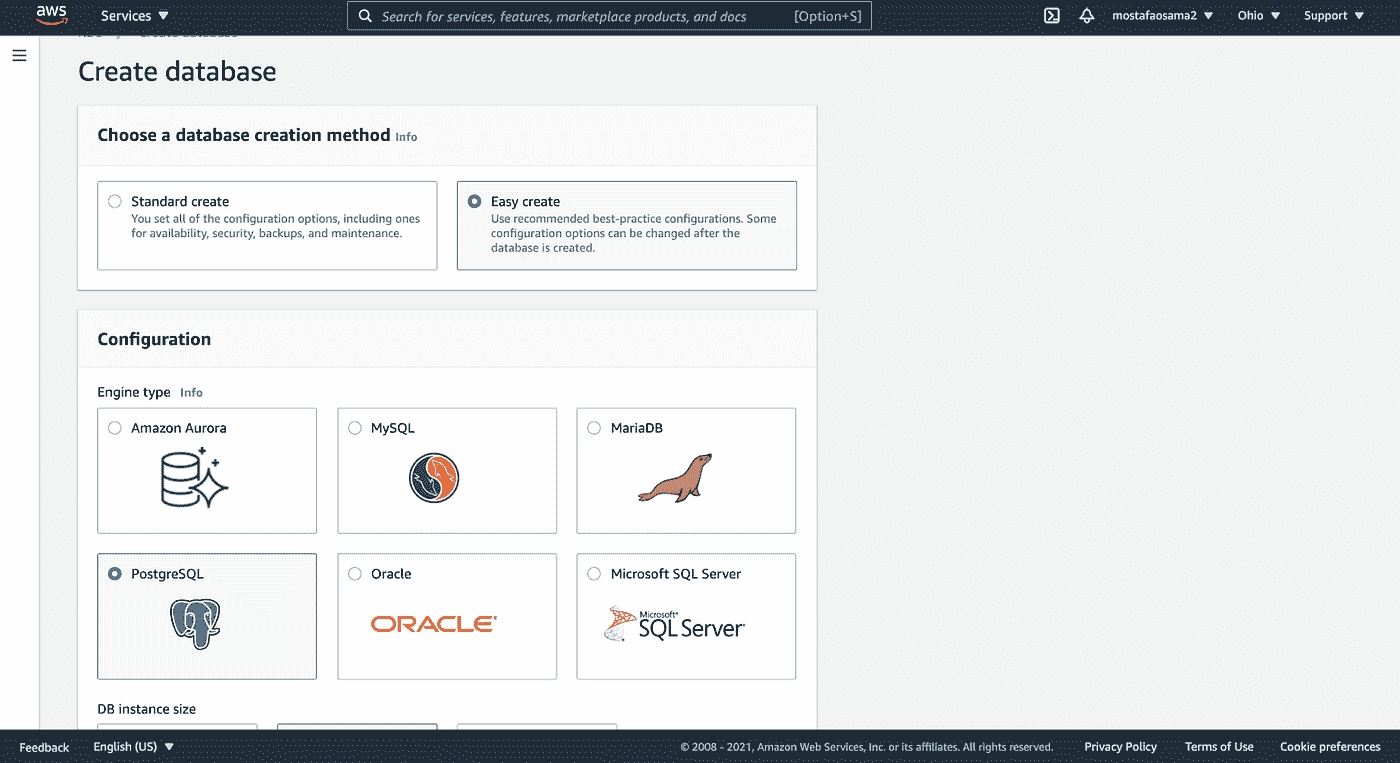 aws
Services ▼
Search for services, features, marketplace products, and docs
[Option+S]
mostafaosama2 ▼
Ohio ▼
Support ▼
Create database
Create database
Choose a database creation method Info
Standard create
You set all of the configuration options, including ones
for availability, security, backups, and maintenance.
Easy create
Use recommended best-practice configurations. Some
configuration options can be changed after the
database is created.
Configuration
Engine type Info
Amazon Aurora
MySQL
MariaDB
PostgreSQL
Oracle
ORACLE
Microsoft SQL Server
Microsoft®
SQL Server
DB instance size
Feedback
English (US) ▼
© 2008 - 2021, Amazon Web Services, Inc. or its affiliates. All rights reserved.
Privacy Policy
Terms of Use
Cookie preferences